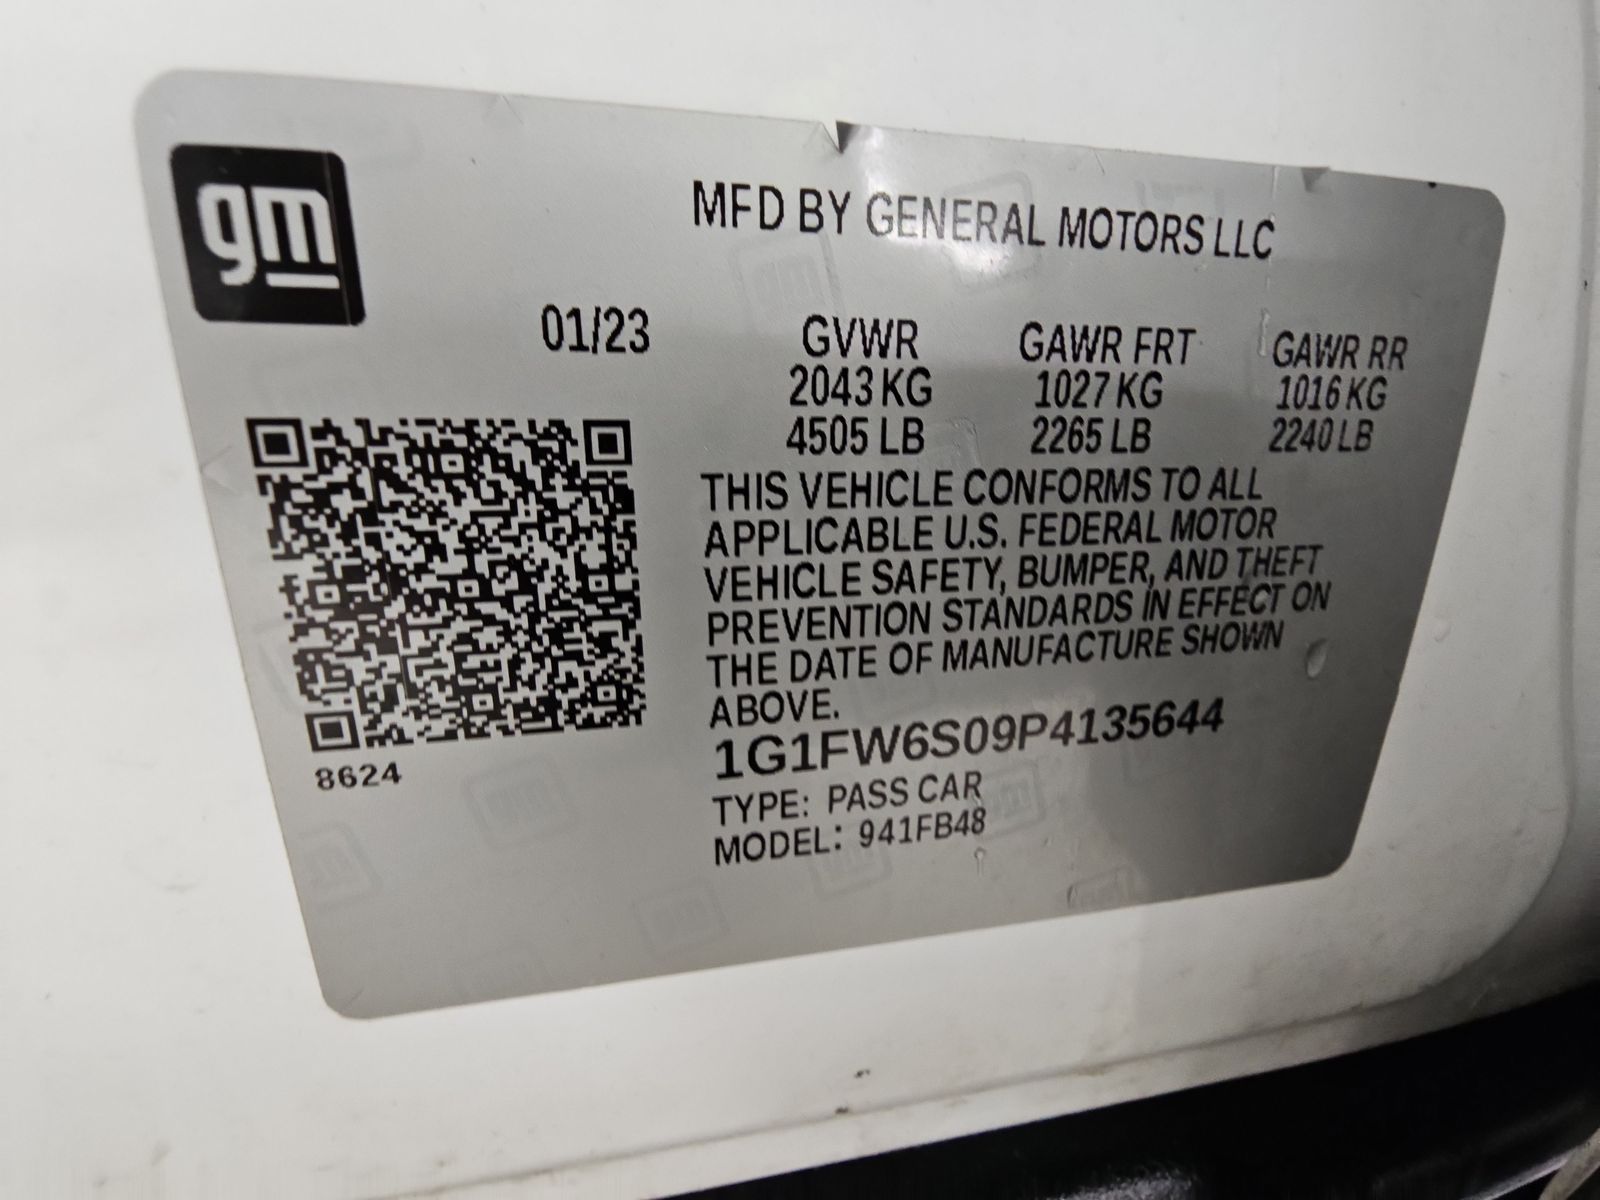 gm
MFD BY GENERAL MOTORS LLC
01/23
GVWR GAWR FRT GAWR RR
2043 KG 1027 KG 1016 KG
4505 LB 2265 LB 2240 LB
THIS VEHICLE CONFORMS TO ALL
APPLICABLE U.S. FEDERAL MOTOR
VEHICLE SAFETY, BUMPER, AND THEFT
PREVENTION STANDARDS IN EFFECT ON
THE DATE OF MANUFACTURE SHOWN
ABOVE.
1G1FW6S09P4135644
8624
TYPE: PASS CAR
MODEL: 941FB48